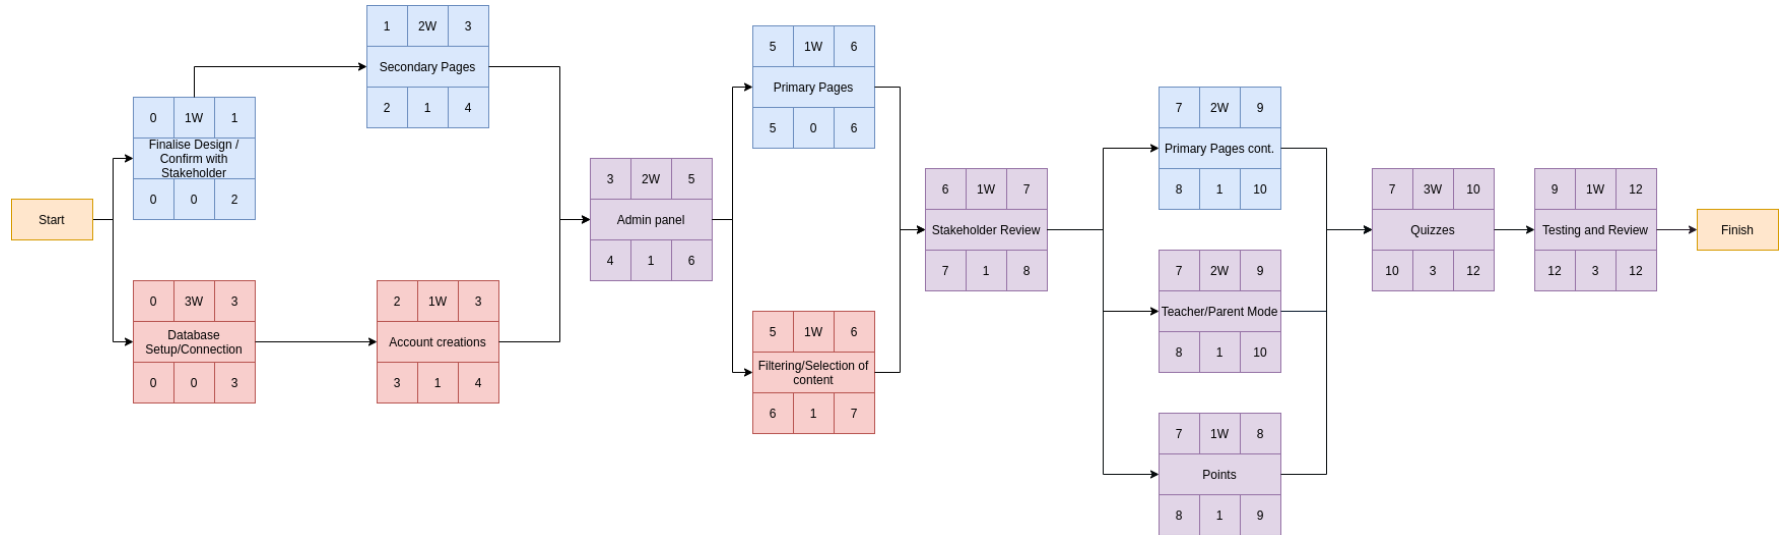 Start
0 1W 1
Finalise Design /
Confirm with
Stakeholder
0 0 2
0 3W 3
Database
Setup/Connection
0 0 3
1 2W 3
Secondary Pages
2 1 4
2 1W 3
Account creations
3 1 4
3 2W 5
Admin panel
4 1 6
5 1W 6
Primary Pages
5 0 6
5 1W 6
Filtering/Selection of
content
6 1 7
6 1W 7
Stakeholder Review
7 1 8
7 2W 9
Primary Pages cont.
8 1 10
7 2W 9
Teacher/Parent Mode
8 1 10
7 1W 8
Points
8 1 9
7 3W 10
Quizzes
10 3 12
9 1W 12
Testing and Review
12 3 12
Finish